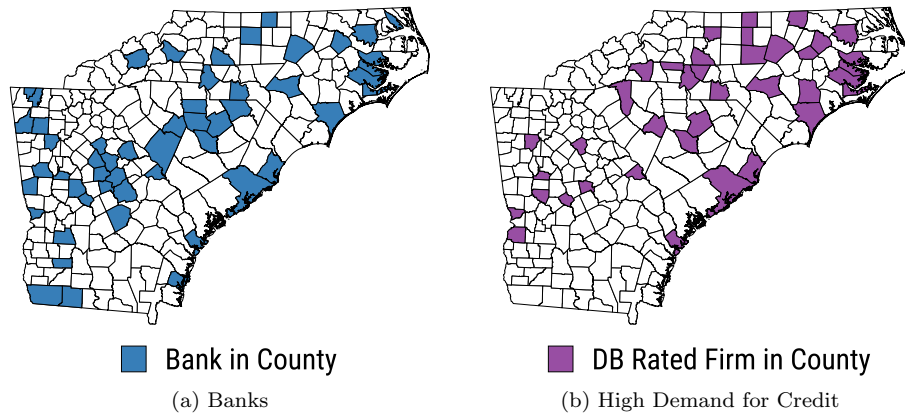 Bank in County
DB Rated Firm in County
(a) Banks
(b) High Demand for Credit